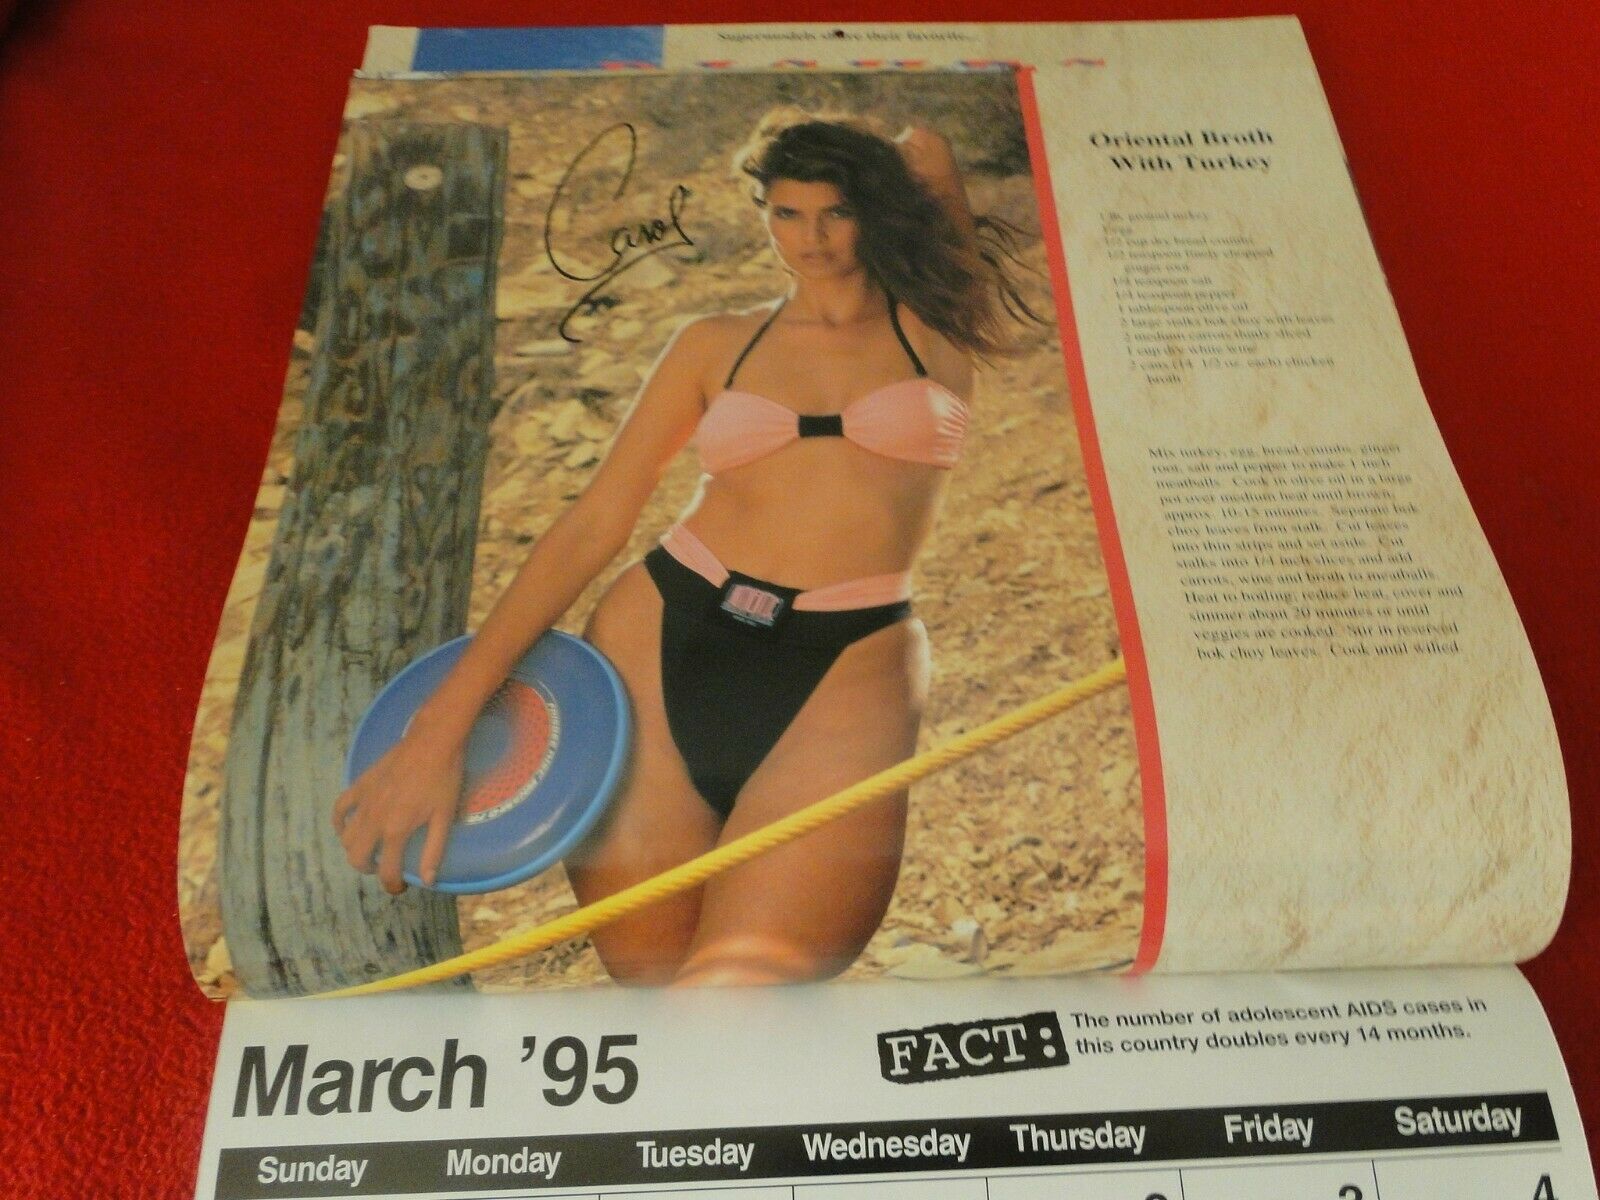 Supermodels share their favorite...
Carol
Oriental Broth
With Turkey
1 lb. ground turkey
1 egg
1/2 cup dry bread crumbs
1/2 teaspoon finely chopped
ginger root
1/4 teaspoon salt
1/4 teaspoon pepper
1 tablespoon olive oil
2 large stalks bok choy with leaves
2 medium carrots thinly sliced
1 cup dry white wine
2 cans (14 1/2 oz. each) chicken
broth
Mix turkey, egg, bread crumbs, ginger
root, salt and pepper to make 1 inch
meatballs. Cook in olive oil in a large
pot over medium heat until brown,
approx. 10-15 minutes. Separate bok
choy leaves from stalk. Cut leaves
into thin strips and set aside. Cut
stalks into 1/4 inch slices and add
carrots, wine and broth to meatballs.
Heat to boiling; reduce heat, cover and
simmer about 20 minutes or until
veggies are cooked. Stir in reserved
bok choy leaves. Cook until wilted.
March '95
FACT:
The number of adolescent AIDS cases in
this country doubles every 14 months.
Sunday Monday Tuesday Wednesday Thursday Friday Saturday
2 3 4